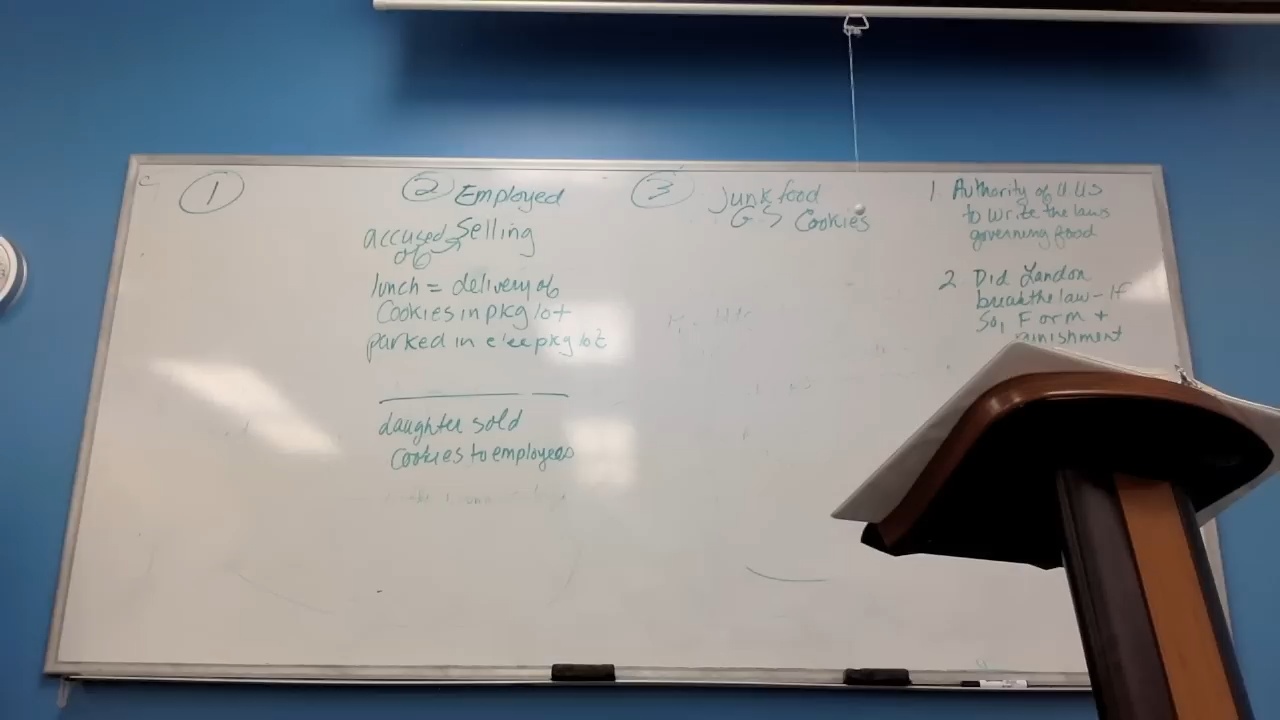 1
2 Employed
accused Selling
of
lunch = delivery of
Cookies in pkg lot
parked in e'ee pkg lot
daughter sold
Cookies to employees
3 Junk food
GS Cookies
1 Authority of
to write the laws
governing food
2 Did Landon
break the law - If
So, F or M +
punishment